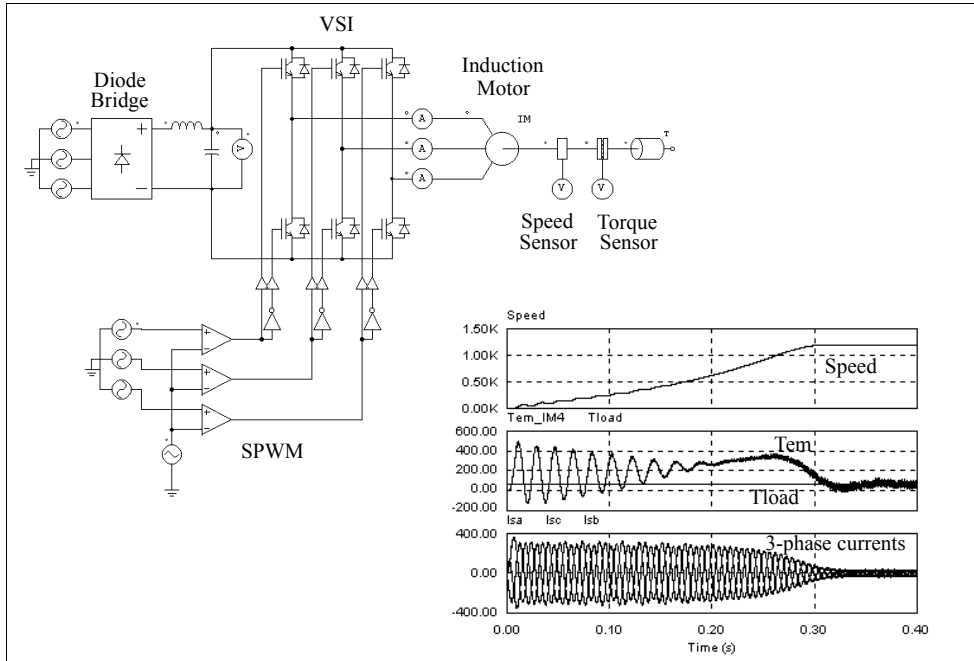 VSI
Diode
Bridge
Induction
Motor
IM
T
+
−
V
A
A
A
V
V
Speed
Sensor
Torque
Sensor
SPWM
Speed
1.50K
1.00K
0.50K
0.00K
Speed
Tem_IM4 Tload
600.00
400.00
200.00
0.00
-200.00
Tem
Tload
Isa Isc Isb
400.00
0.00
-400.00
3-phase currents
0.00 0.10 0.20 0.30 0.40
Time (s)